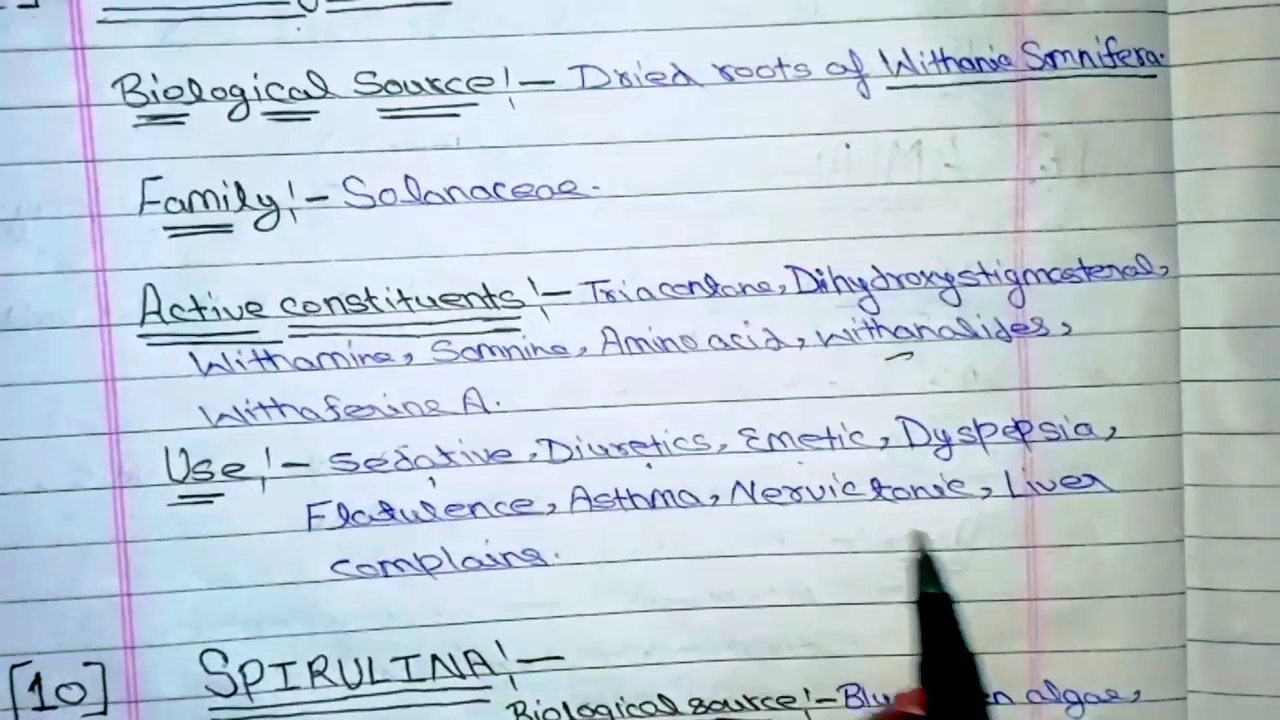 Biological Source!- Dried roots of Withania Somnifera.
Family!- Solanaceae.
Active constituents!- Triacontane, Dihydroxystigmasterol,
Withamine, Somnine, Amino acid, withanolides,
Withaferine A.
Use!- Sedative, Diuretics, Emetic, Dyspepsia,
Flatulence, Asthma, Nervic tonic, Liver
complains.
[10] SPIRULINA!-
Biological source!- algae,